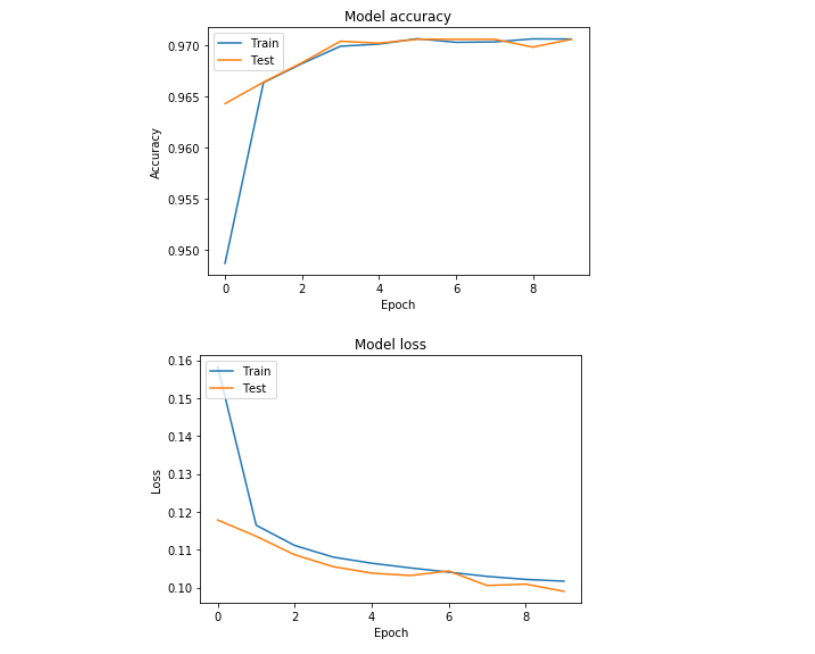 Model accuracy
0.970
0.965
0.960
0.955
0.950
Accuracy
Train
Test
0 2 4 6 8
Epoch
Model loss
0.16
0.15
0.14
0.13
0.12
0.11
0.10
Loss
Train
Test
0 2 4 6 8
Epoch